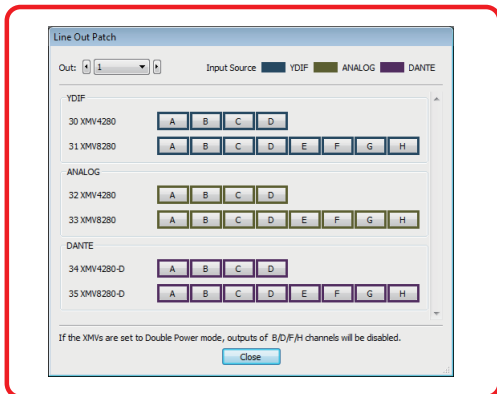 Line Out Patch
Out: 1 Input Source YDIF ANALOG DANTE
YDIF
30 XMV4280 A B C D
31 XMV8280 A B C D E F G H
ANALOG
32 XMV4280 A B C D
33 XMV8280 A B C D E F G H
DANTE
34 XMV4280-D A B C D
35 XMV8280-D A B C D E F G H
If the XMVs are set to Double Power mode, outputs of B/D/F/H channels will be disabled.
Close